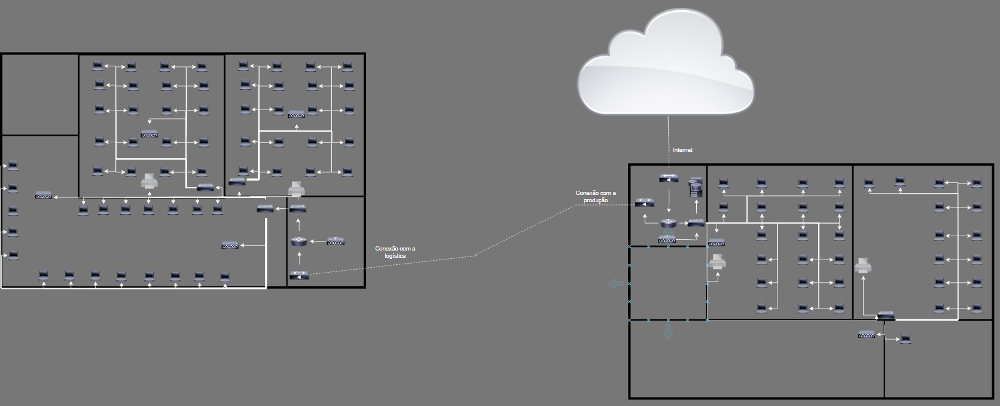 Internet
Conexão com a
produção
Conexão com a
logística